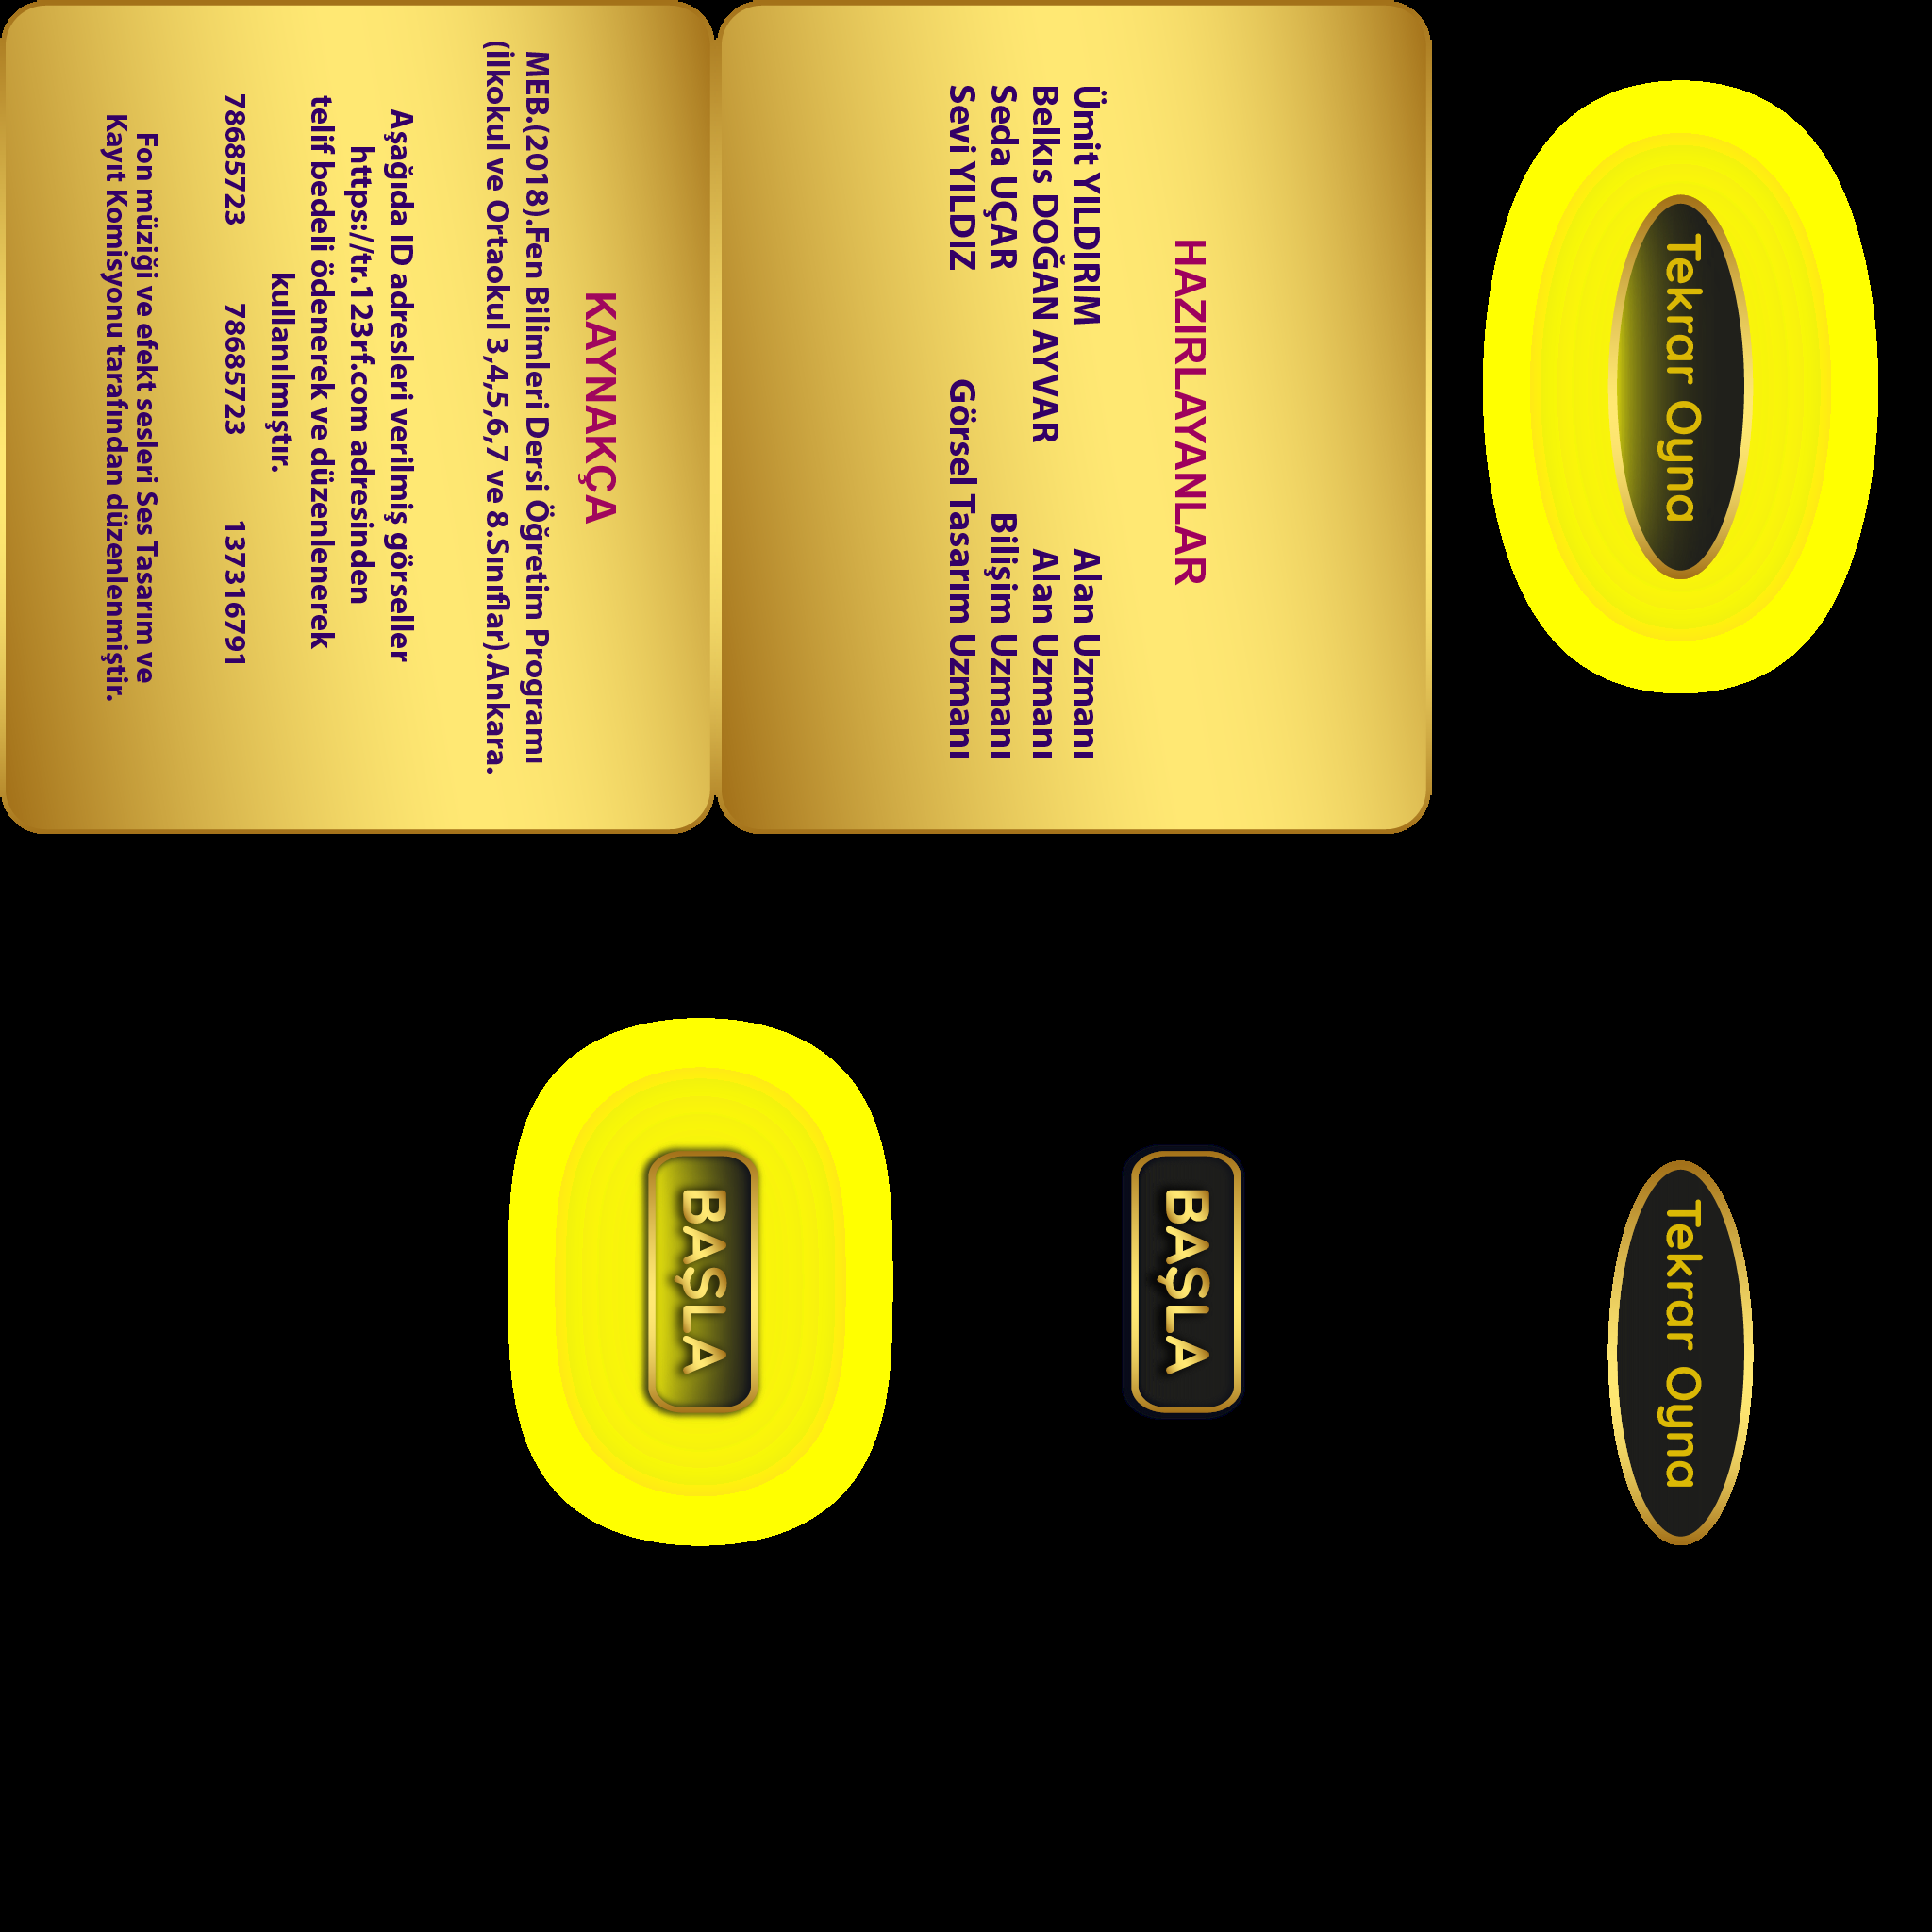 KAYNAKÇA
MEB.(2018).Fen Bilimleri Dersi Öğretim Programı
(İlkokul ve Ortaokul 3,4,5,6,7 ve 8.Sınıflar).Ankara.
Aşağıda ID adresleri verilmiş görseller
https://tr.123rf.com adresinden
telif bedeli ödenerek ve düzenlenerek
kullanılmıştır.
78685723 78685723 137316791
Fon müziği ve efekt sesleri Ses Tasarım ve
Kayıt Komisyonu tarafından düzenlenmiştir.
HAZIRLAYANLAR
Ümit YILDIRIM Alan Uzmanı
Belkıs DOĞAN AYVAR Alan Uzmanı
Seda UÇAR Bilişim Uzmanı
Sevi YILDIZ Görsel Tasarım Uzmanı
Tekrar Oyna
BAŞLA
BAŞLA
Tekrar Oyna